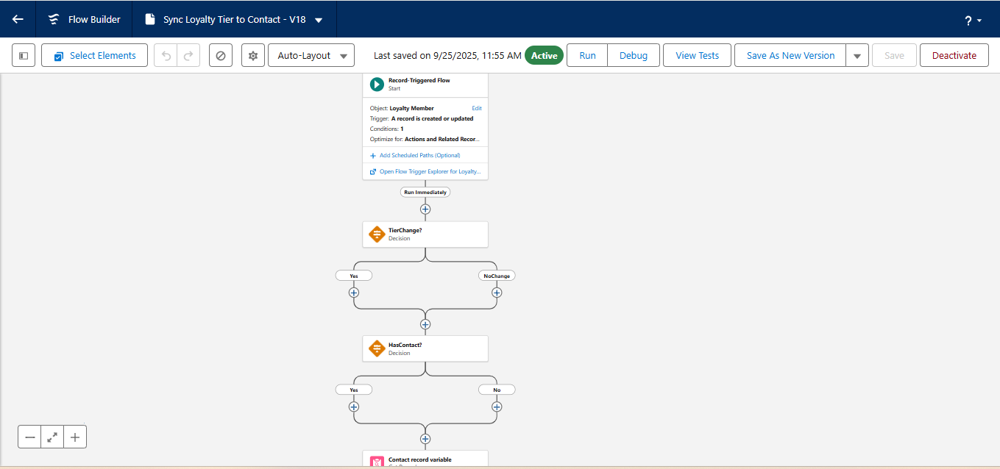 Flow Builder
Sync Loyalty Tier to Contact - V18
?
Select Elements
Auto-Layout
Last saved on 9/25/2025, 11:55 AM
Active
Run
Debug
View Tests
Save As New Version
Save
Deactivate
Record-Triggered Flow
Start
Object: Loyalty Member
Edit
Trigger: A record is created or updated
Conditions: 1
Optimize for: Actions and Related Recor...
Add Scheduled Paths (Optional)
Open Flow Trigger Explorer for Loyalty...
Run Immediately
TierChange?
Decision
Yes
NoChange
HasContact?
Decision
Yes
No
Contact record variable